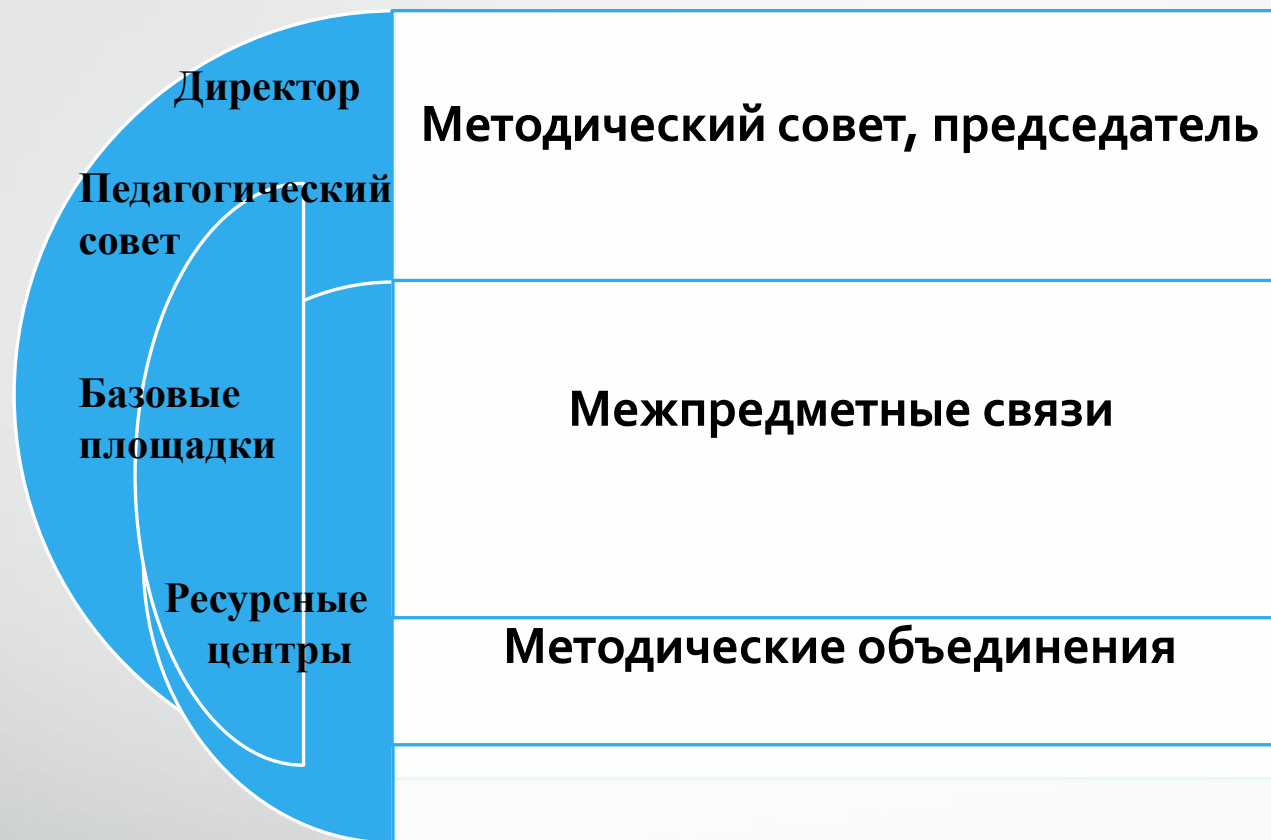 Директор
Педагогический
совет
Базовые
площадки
Ресурсные
центры
Методический совет, председатель
Межпредметные связи
Методические объединения